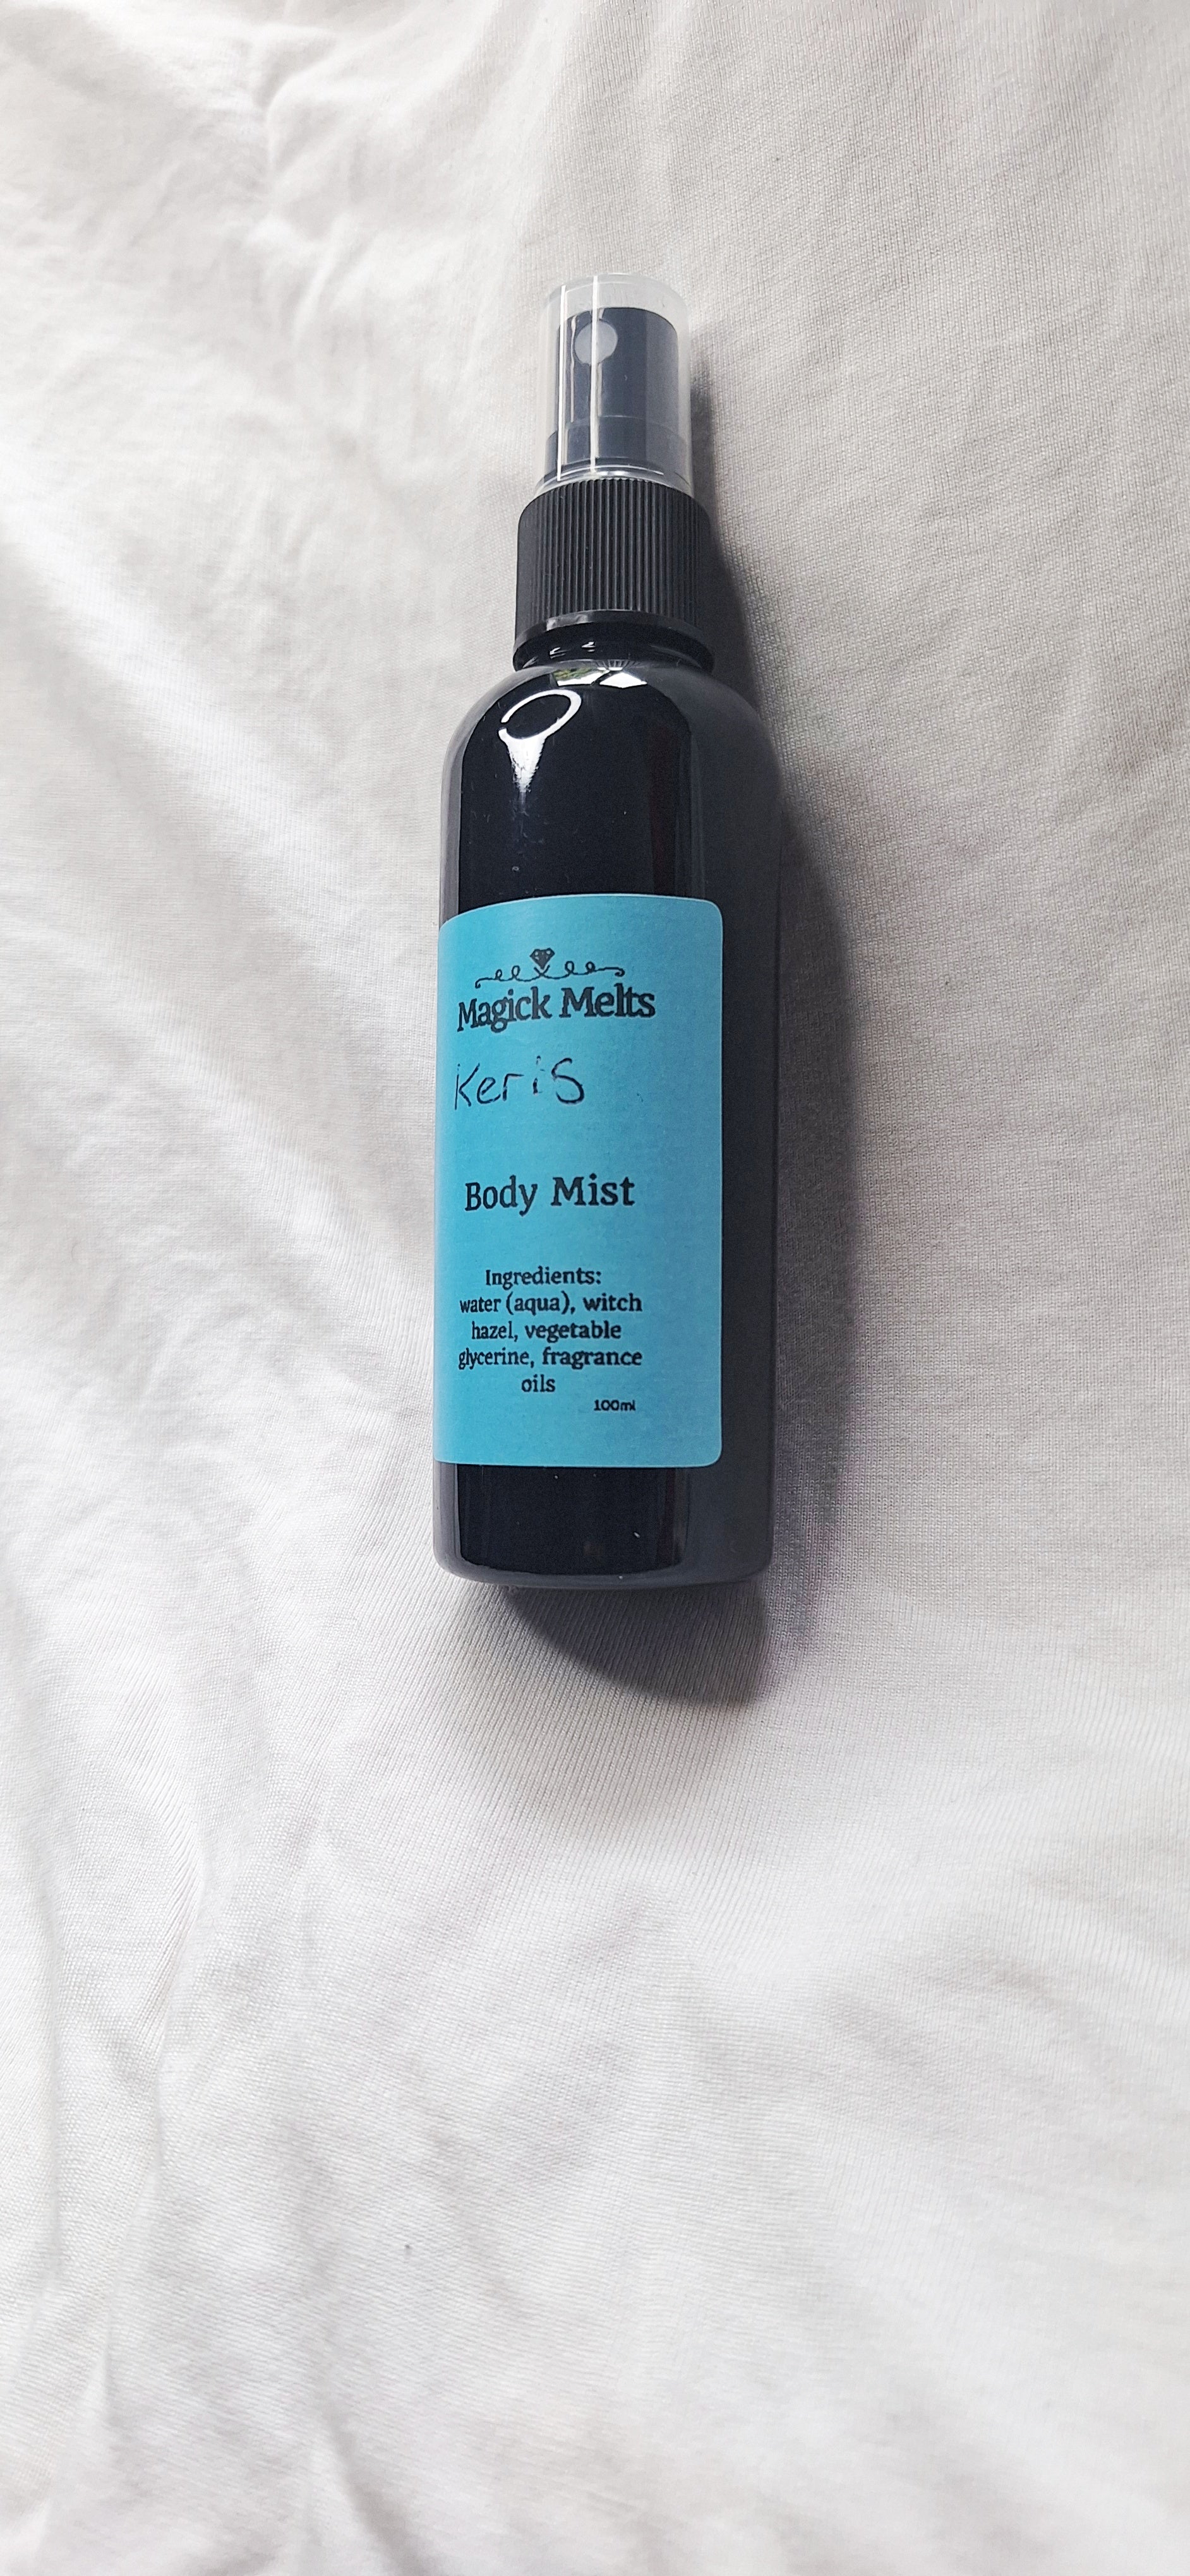 Magick Melts
Keris
Body Mist
Ingredients:
water (aqua), witch
hazel, vegetable
glycerine, fragrance
oils
100ml